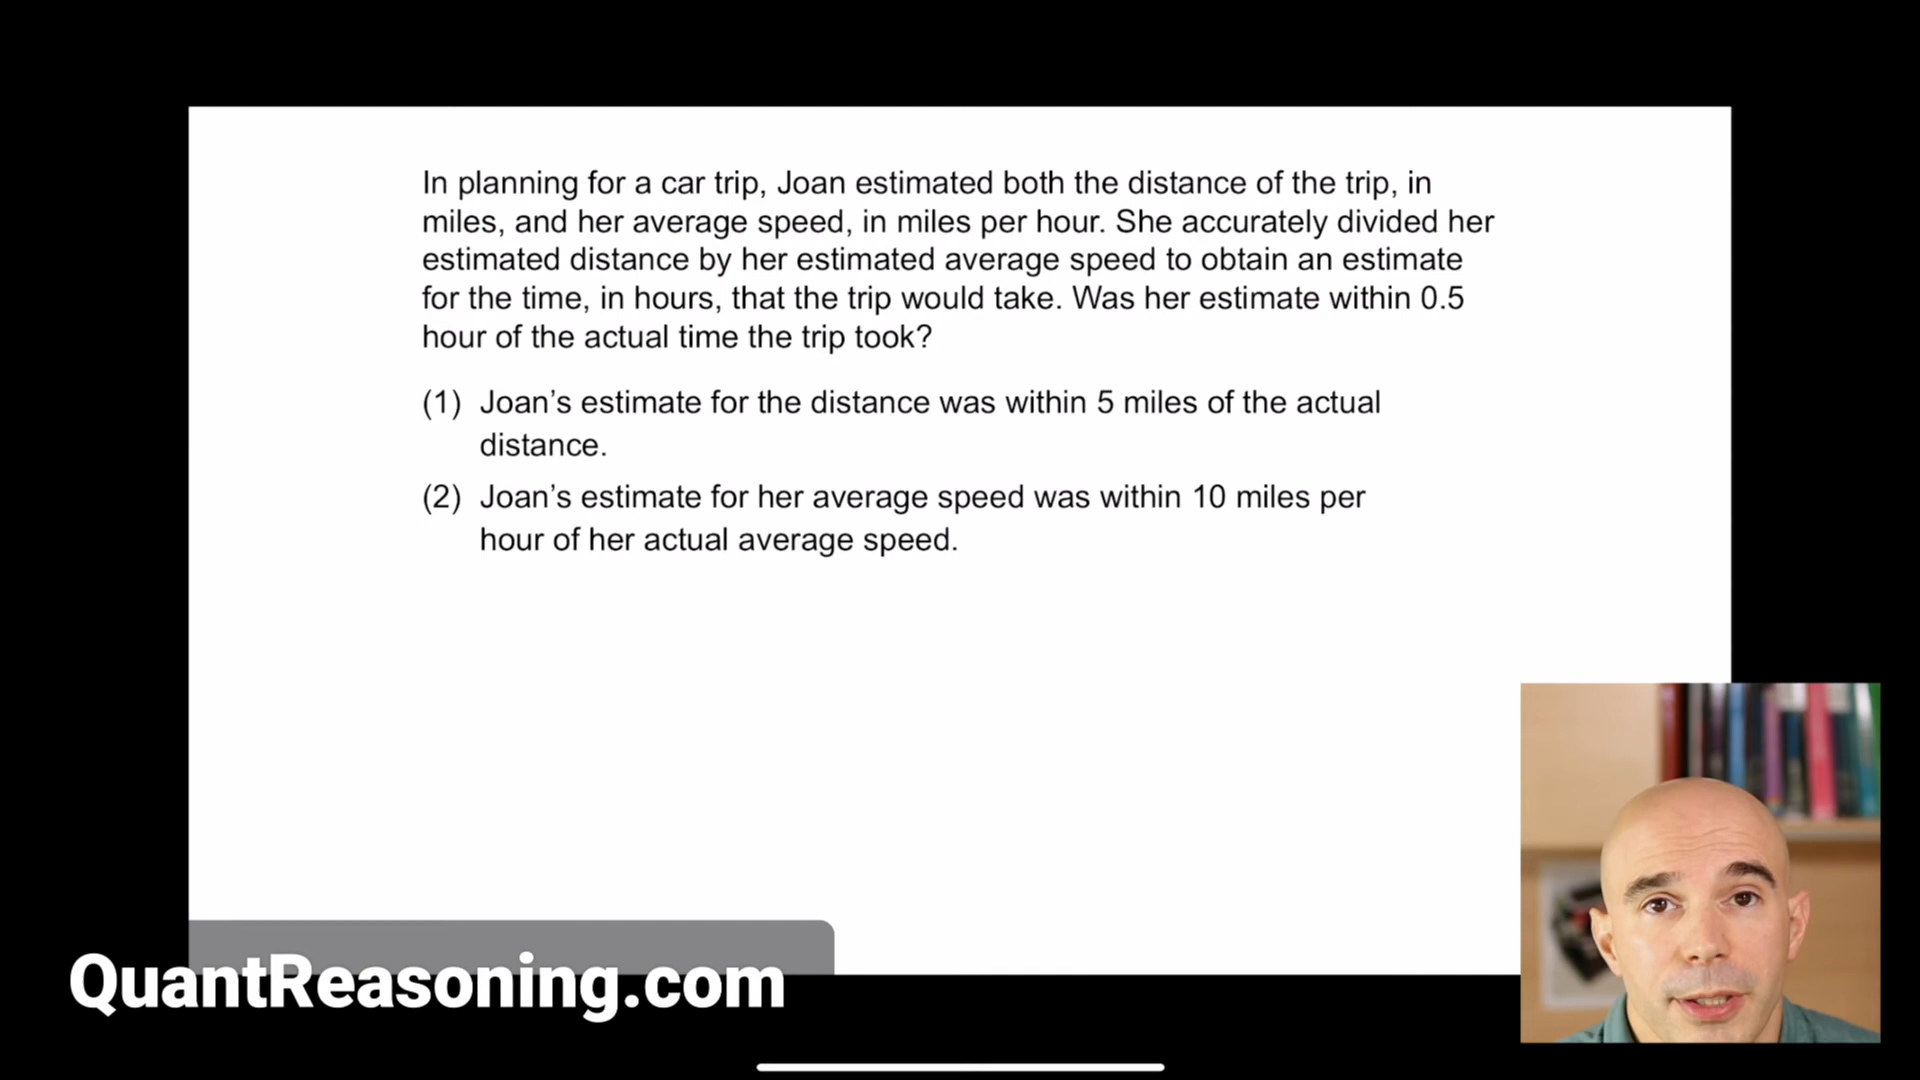 In planning for a car trip, Joan estimated both the distance of the trip, in
miles, and her average speed, in miles per hour. She accurately divided her
estimated distance by her estimated average speed to obtain an estimate
for the time, in hours, that the trip would take. Was her estimate within 0.5
hour of the actual time the trip took?
(1) Joan’s estimate for the distance was within 5 miles of the actual
distance.
(2) Joan’s estimate for her average speed was within 10 miles per
hour of her actual average speed.
QuantReasoning.com